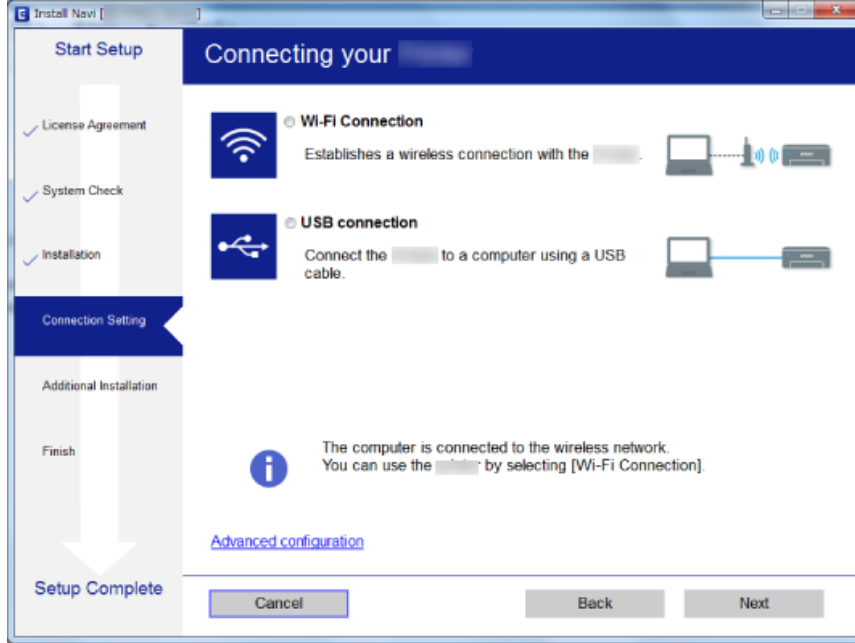 Install Navi [ ]
Start Setup
License Agreement
System Check
Installation
Connection Setting
Additional Installation
Finish
Setup Complete
Connecting your
Wi-Fi Connection
Establishes a wireless connection with the .
USB connection
Connect the to a computer using a USB
cable.
The computer is connected to the wireless network.
You can use the by selecting [Wi-Fi Connection].
Advanced configuration
Cancel
Back
Next